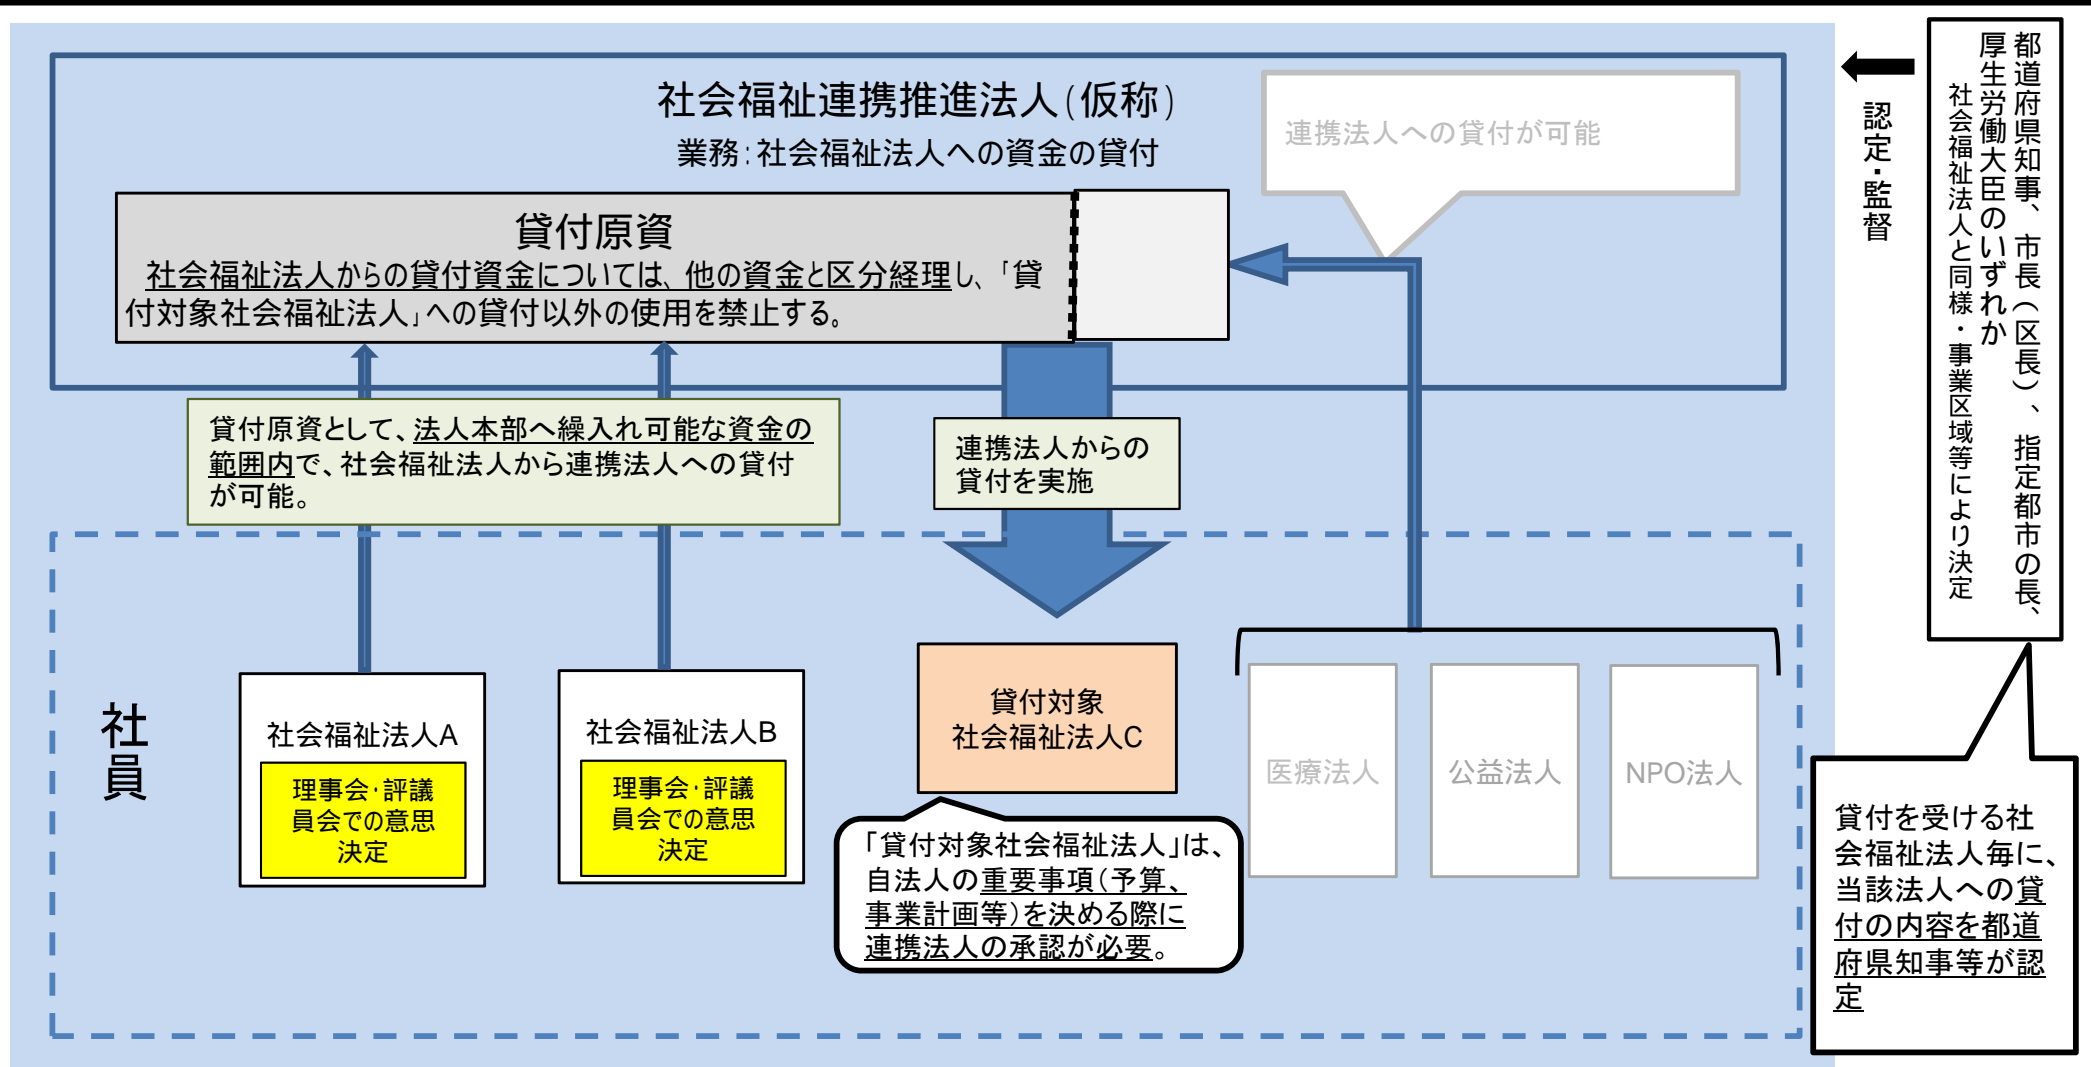 社会福祉連携推進法人(仮称)
業務:社会福祉法人への資金の貸付
連携法人への貸付が可能
貸付原資
社会福祉法人からの貸付資金については、他の資金と区分経理し、「貸
付対象社会福祉法人」への貸付以外の使用を禁止する。
貸付原資として、法人本部へ繰入れ可能な資金の
範囲内で、社会福祉法人から連携法人への貸付
が可能。
連携法人からの
貸付を実施
社員
社会福祉法人A
理事会・評議
員会での意思
決定
社会福祉法人B
理事会・評議
員会での意思
決定
貸付対象
社会福祉法人C
「貸付対象社会福祉法人」は、
自法人の重要事項(予算、
事業計画等)を決める際に
連携法人の承認が必要。
医療法人
公益法人
NPO法人
認定・監督
都道府県知事、市長(区長)、指定都市の長、
厚生労働大臣のいずれか
社会福祉法人と同様・事業区域等により決定
貸付を受ける社
会福祉法人毎に、
当該法人への貸
付の内容を都道
府県知事等が認
定